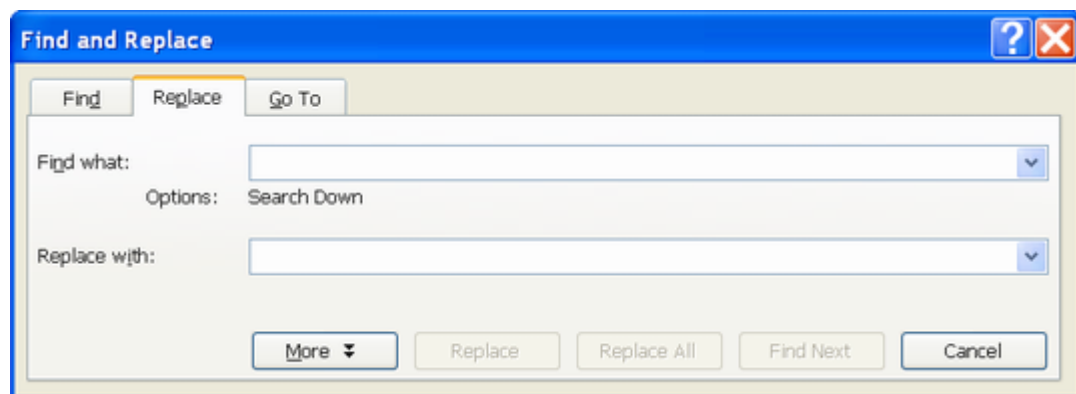 Find and Replace
Find Replace Go To
Find what:
Options: Search Down
Replace with:
More Replace Replace All Find Next Cancel